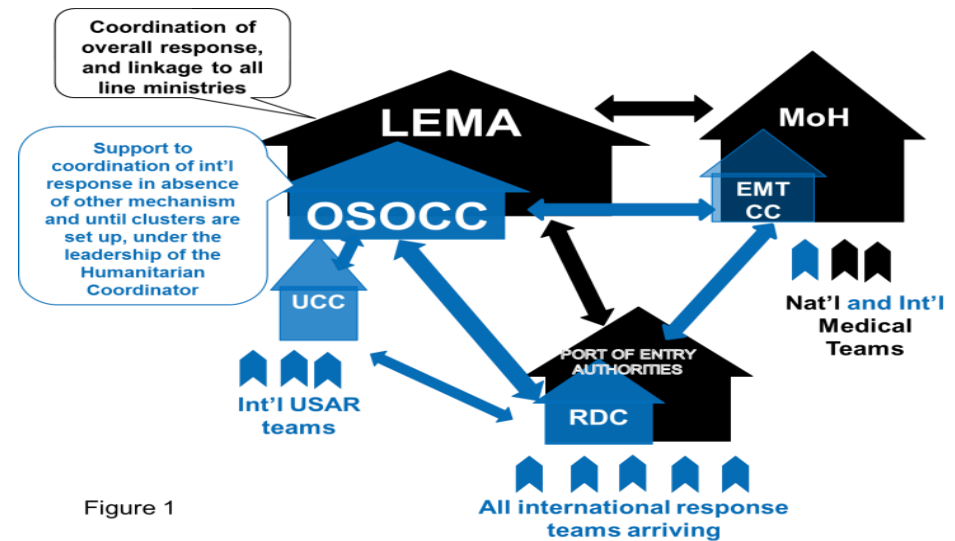 Coordination of
overall response,
and linkage to all
line ministries
LEMA
MoH
Support to
coordination of int'l
response in absence
of other mechanism
and until clusters are
set up, under the
leadership of the
Humanitarian
Coordinator
OSOCC
EMT
CC
UCC
Nat'l and Int'l
Medical
Teams
PORT OF ENTRY
AUTHORITIES
RDC
Int'l USAR
teams
All international response
teams arriving
Figure 1